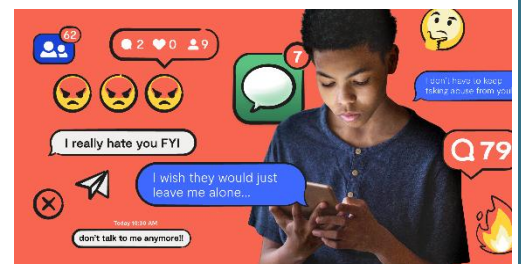 62
2 0 9
7
I don't have to keep
taking acuse from you!
I really hate you FYI
79
I wish they would just
leave me alone...
Today 10:30 AM
don't talk to me anymore!!